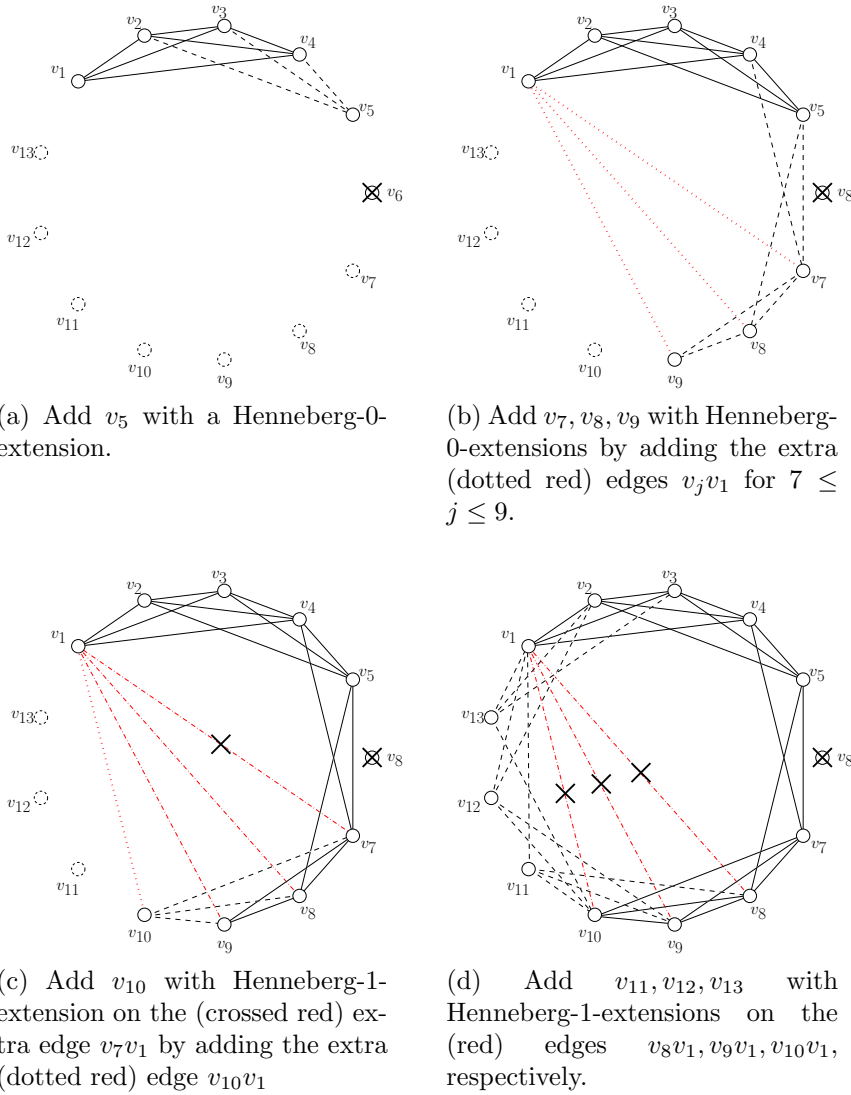 v3
v2
v4
v1
v5
v13
v6
v12
v7
v11
v8
v10
v9
(a) Add v5 with a Henneberg-0-
extension.
v3
v2
v4
v1
v5
v13
v8
v12
v7
v11
v8
v10
v9
(b) Add v7, v8, v9 with Henneberg-
0-extensions by adding the extra
(dotted red) edges vjv1 for 7 ≤
j ≤ 9.
v3
v2
v4
v1
v5
v13
v8
v12
v7
v11
v8
v10
v9
(c) Add v10 with Henneberg-1-
extension on the (crossed red) ex-
tra edge v7v1 by adding the extra
(dotted red) edge v10v1
v3
v2
v4
v1
v5
v13
v8
v12
v7
v11
v8
v10
v9
(d) Add v11, v12, v13 with
Henneberg-1-extensions on the
(red) edges v8v1, v9v1, v10v1,
respectively.